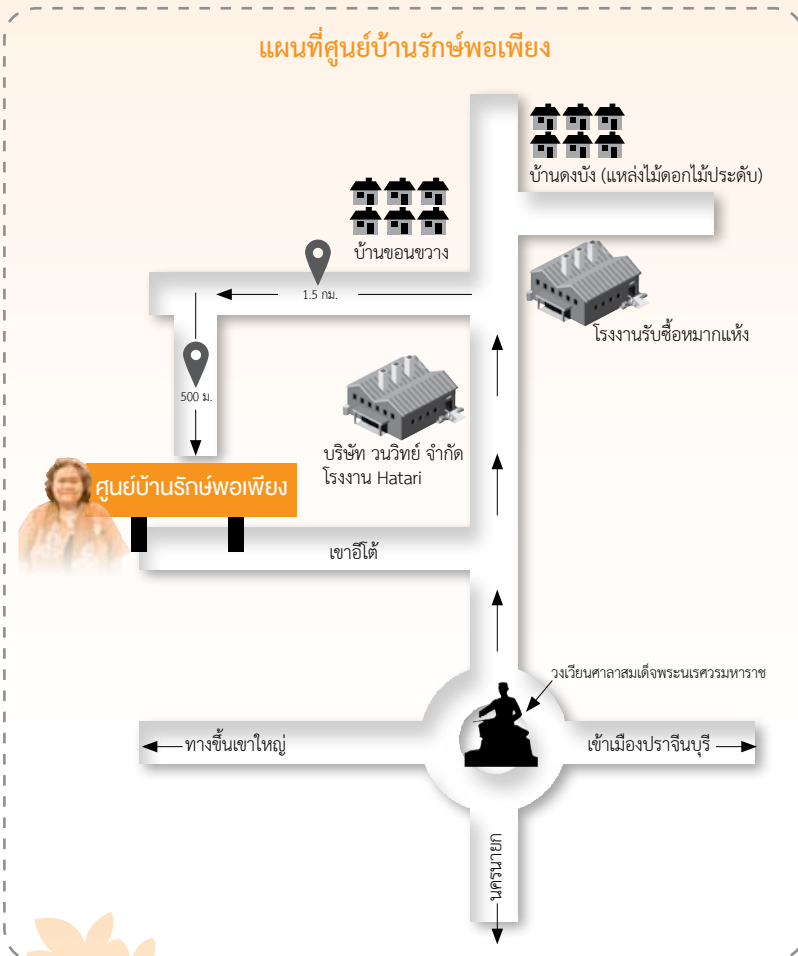 แผนที่ศูนย์บ้านรักษ์พอเพียง
บ้านดงบัง (แหล่งไม้ดอกไม้ประดับ)
บ้านขอนขวาง
1.5 กม.
โรงงานรับซื้อหมากแห้ง
500 ม.
บริษัท วนวิทย์ จำกัด
โรงงาน Hatari
ศูนย์บ้านรักษ์พอเพียง
เขาอีโต้
วงเวียนศาลาสมเด็จพระนเรศวรมหาราช
ทางขึ้นเขาใหญ่
เข้าเมืองปราจีนบุรี
นครนายก